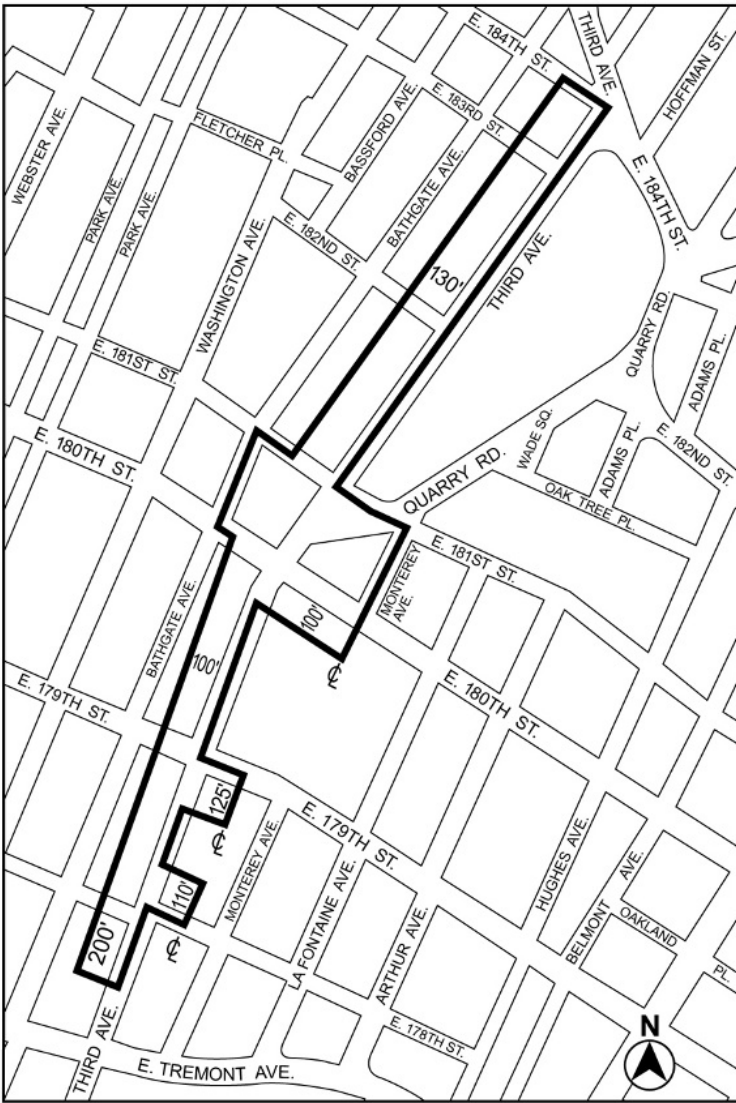 E. 184TH ST.
THIRD AVE.
HOFFMAN ST.
WEBSTER AVE.
PARK AVE.
PARK AVE.
FLETCHER PL.
BASSFORD AVE.
E. 183RD ST.
BATHGATE AVE.
E. 182ND ST.
WASHINGTON AVE.
130'
THIRD AVE.
E. 184TH ST.
QUARRY RD.
ADAMS PL.
E. 181ST ST.
E. 180TH ST.
WADE SQ.
ADAMS PL.
E. 182ND ST.
QUARRY RD.
OAK TREE PL.
E. 181ST ST.
MONTEREY
AVE.
BATHGATE AVE.
100'
100'
℄
E. 179TH ST.
E. 180TH ST.
125'
℄
E. 179TH ST.
MONTEREY AVE.
110'
℄
200'
LA FONTAINE AVE.
ARTHUR AVE.
HUGHES AVE.
BELMONT AVE.
OAKLAND
PL.
E. 178TH ST.
THIRD AVE.
E. TREMONT AVE.
N